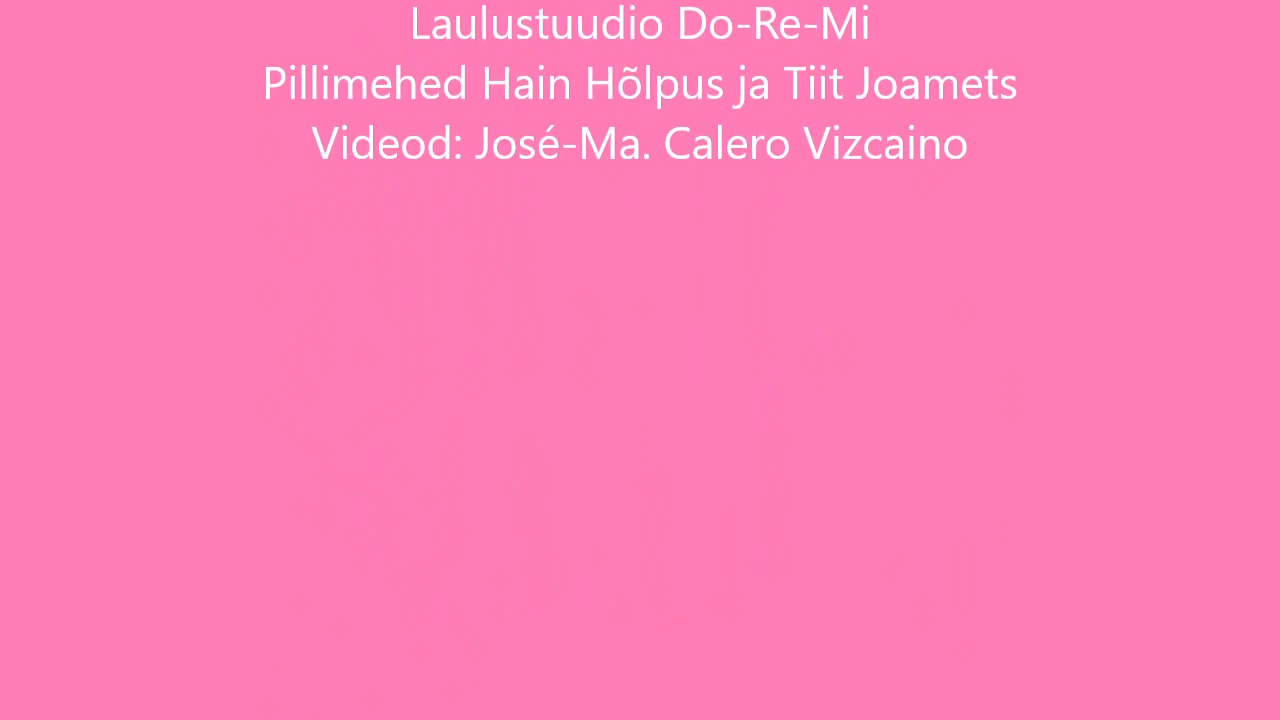 Laulustuudio Do-Re-Mi
Pillimehed Hain Hõlpus ja Tiit Joamets
Videod: José-Ma. Calero Vizcaino